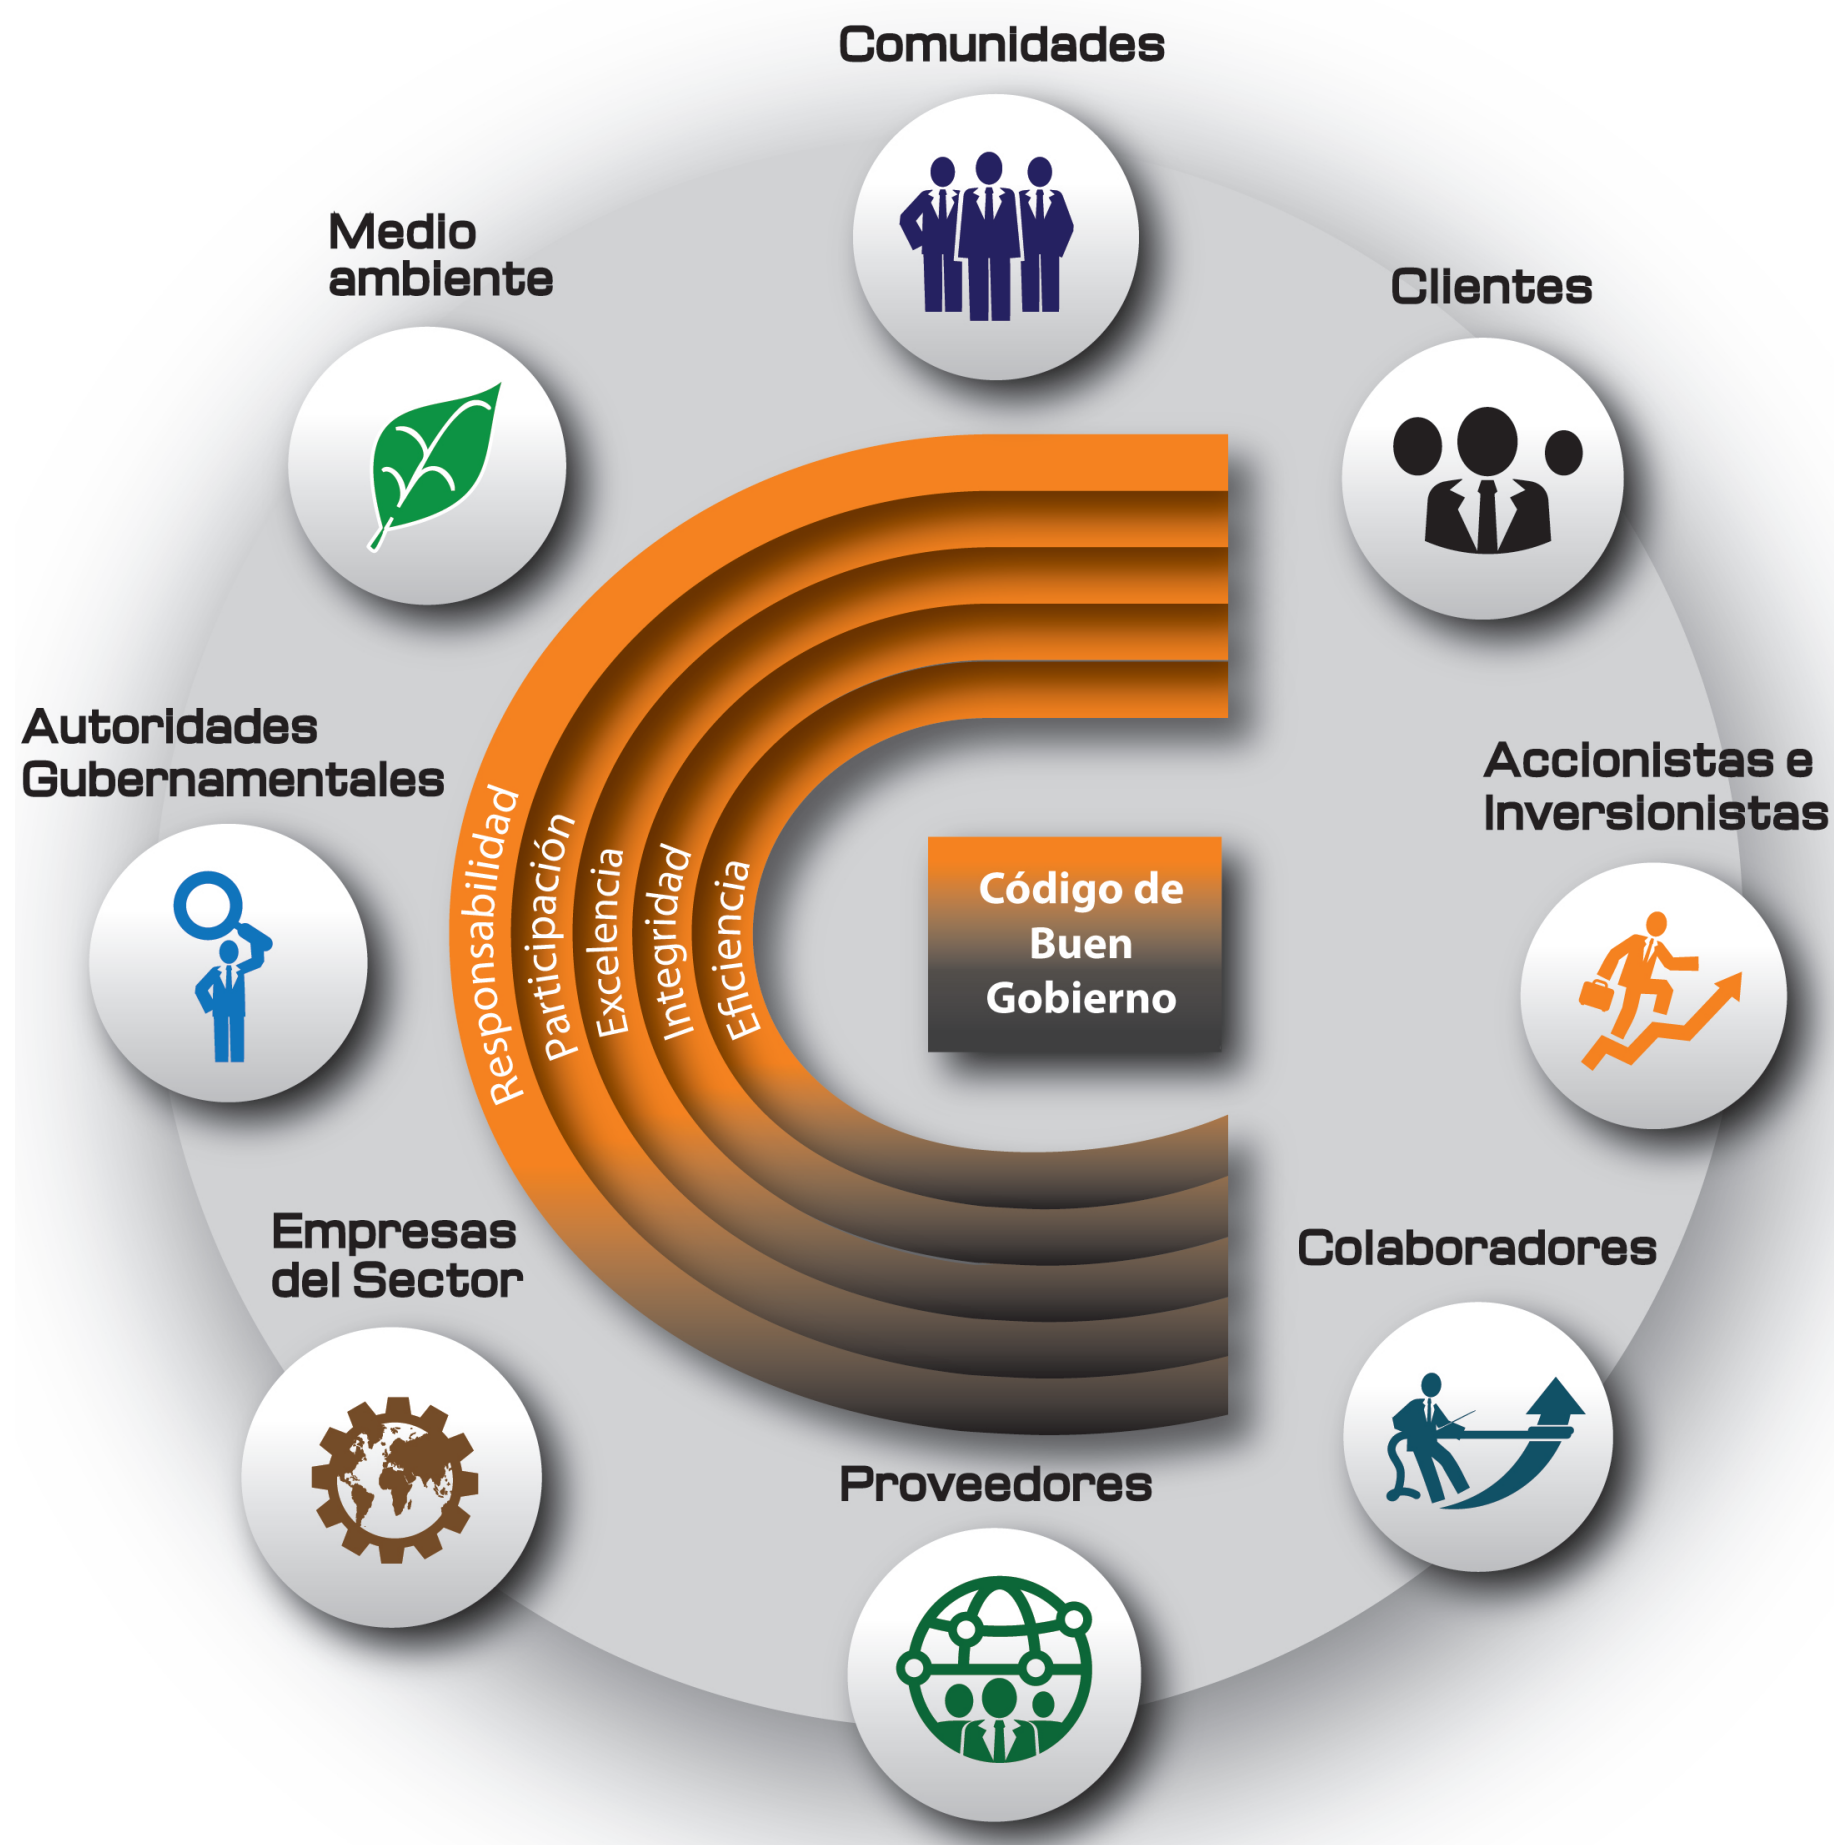 Comunidades
Medio
ambiente
Clientes
Autoridades
Gubernamentales
Accionistas e
Inversionistas
Responsabilidad
Participación
Excelencia
Integridad
Eficiencia
Código de
Buen
Gobierno
Empresas
del Sector
Colaboradores
Proveedores